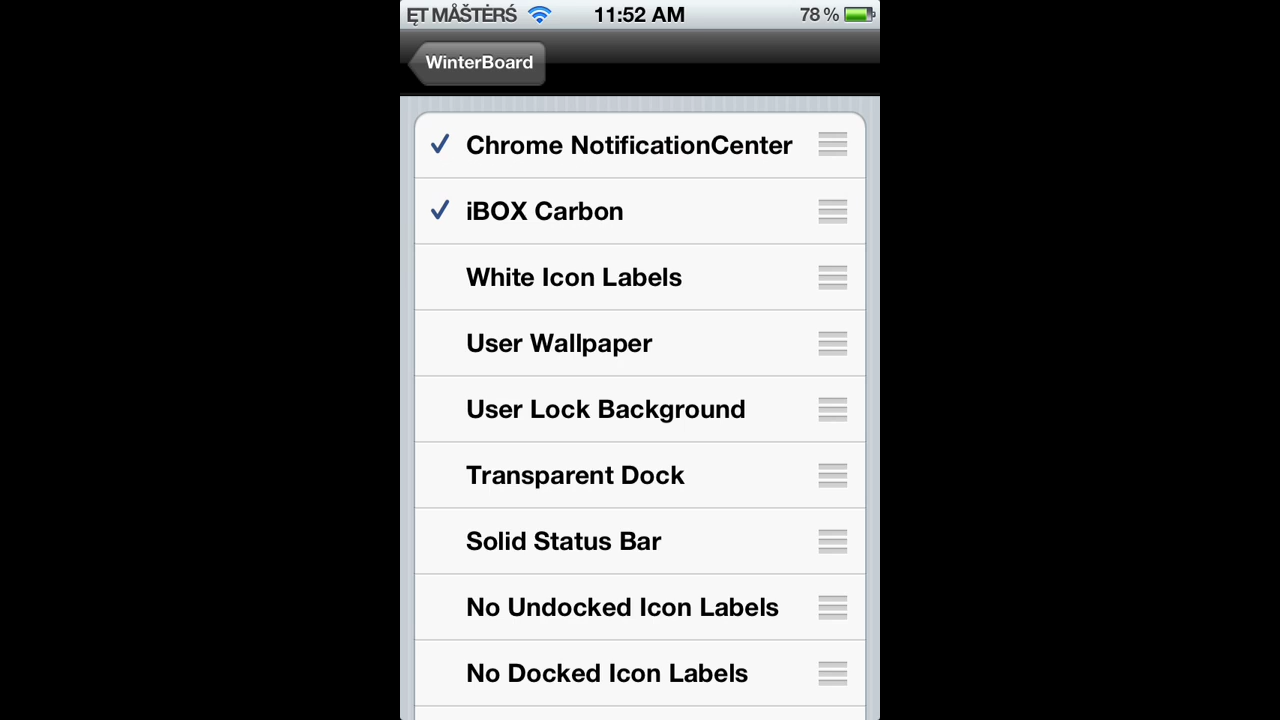 ĘT MÅŠTĖRŚ 11:52 AM 78 %
WinterBoard
Chrome NotificationCenter
iBOX Carbon
White Icon Labels
User Wallpaper
User Lock Background
Transparent Dock
Solid Status Bar
No Undocked Icon Labels
No Docked Icon Labels